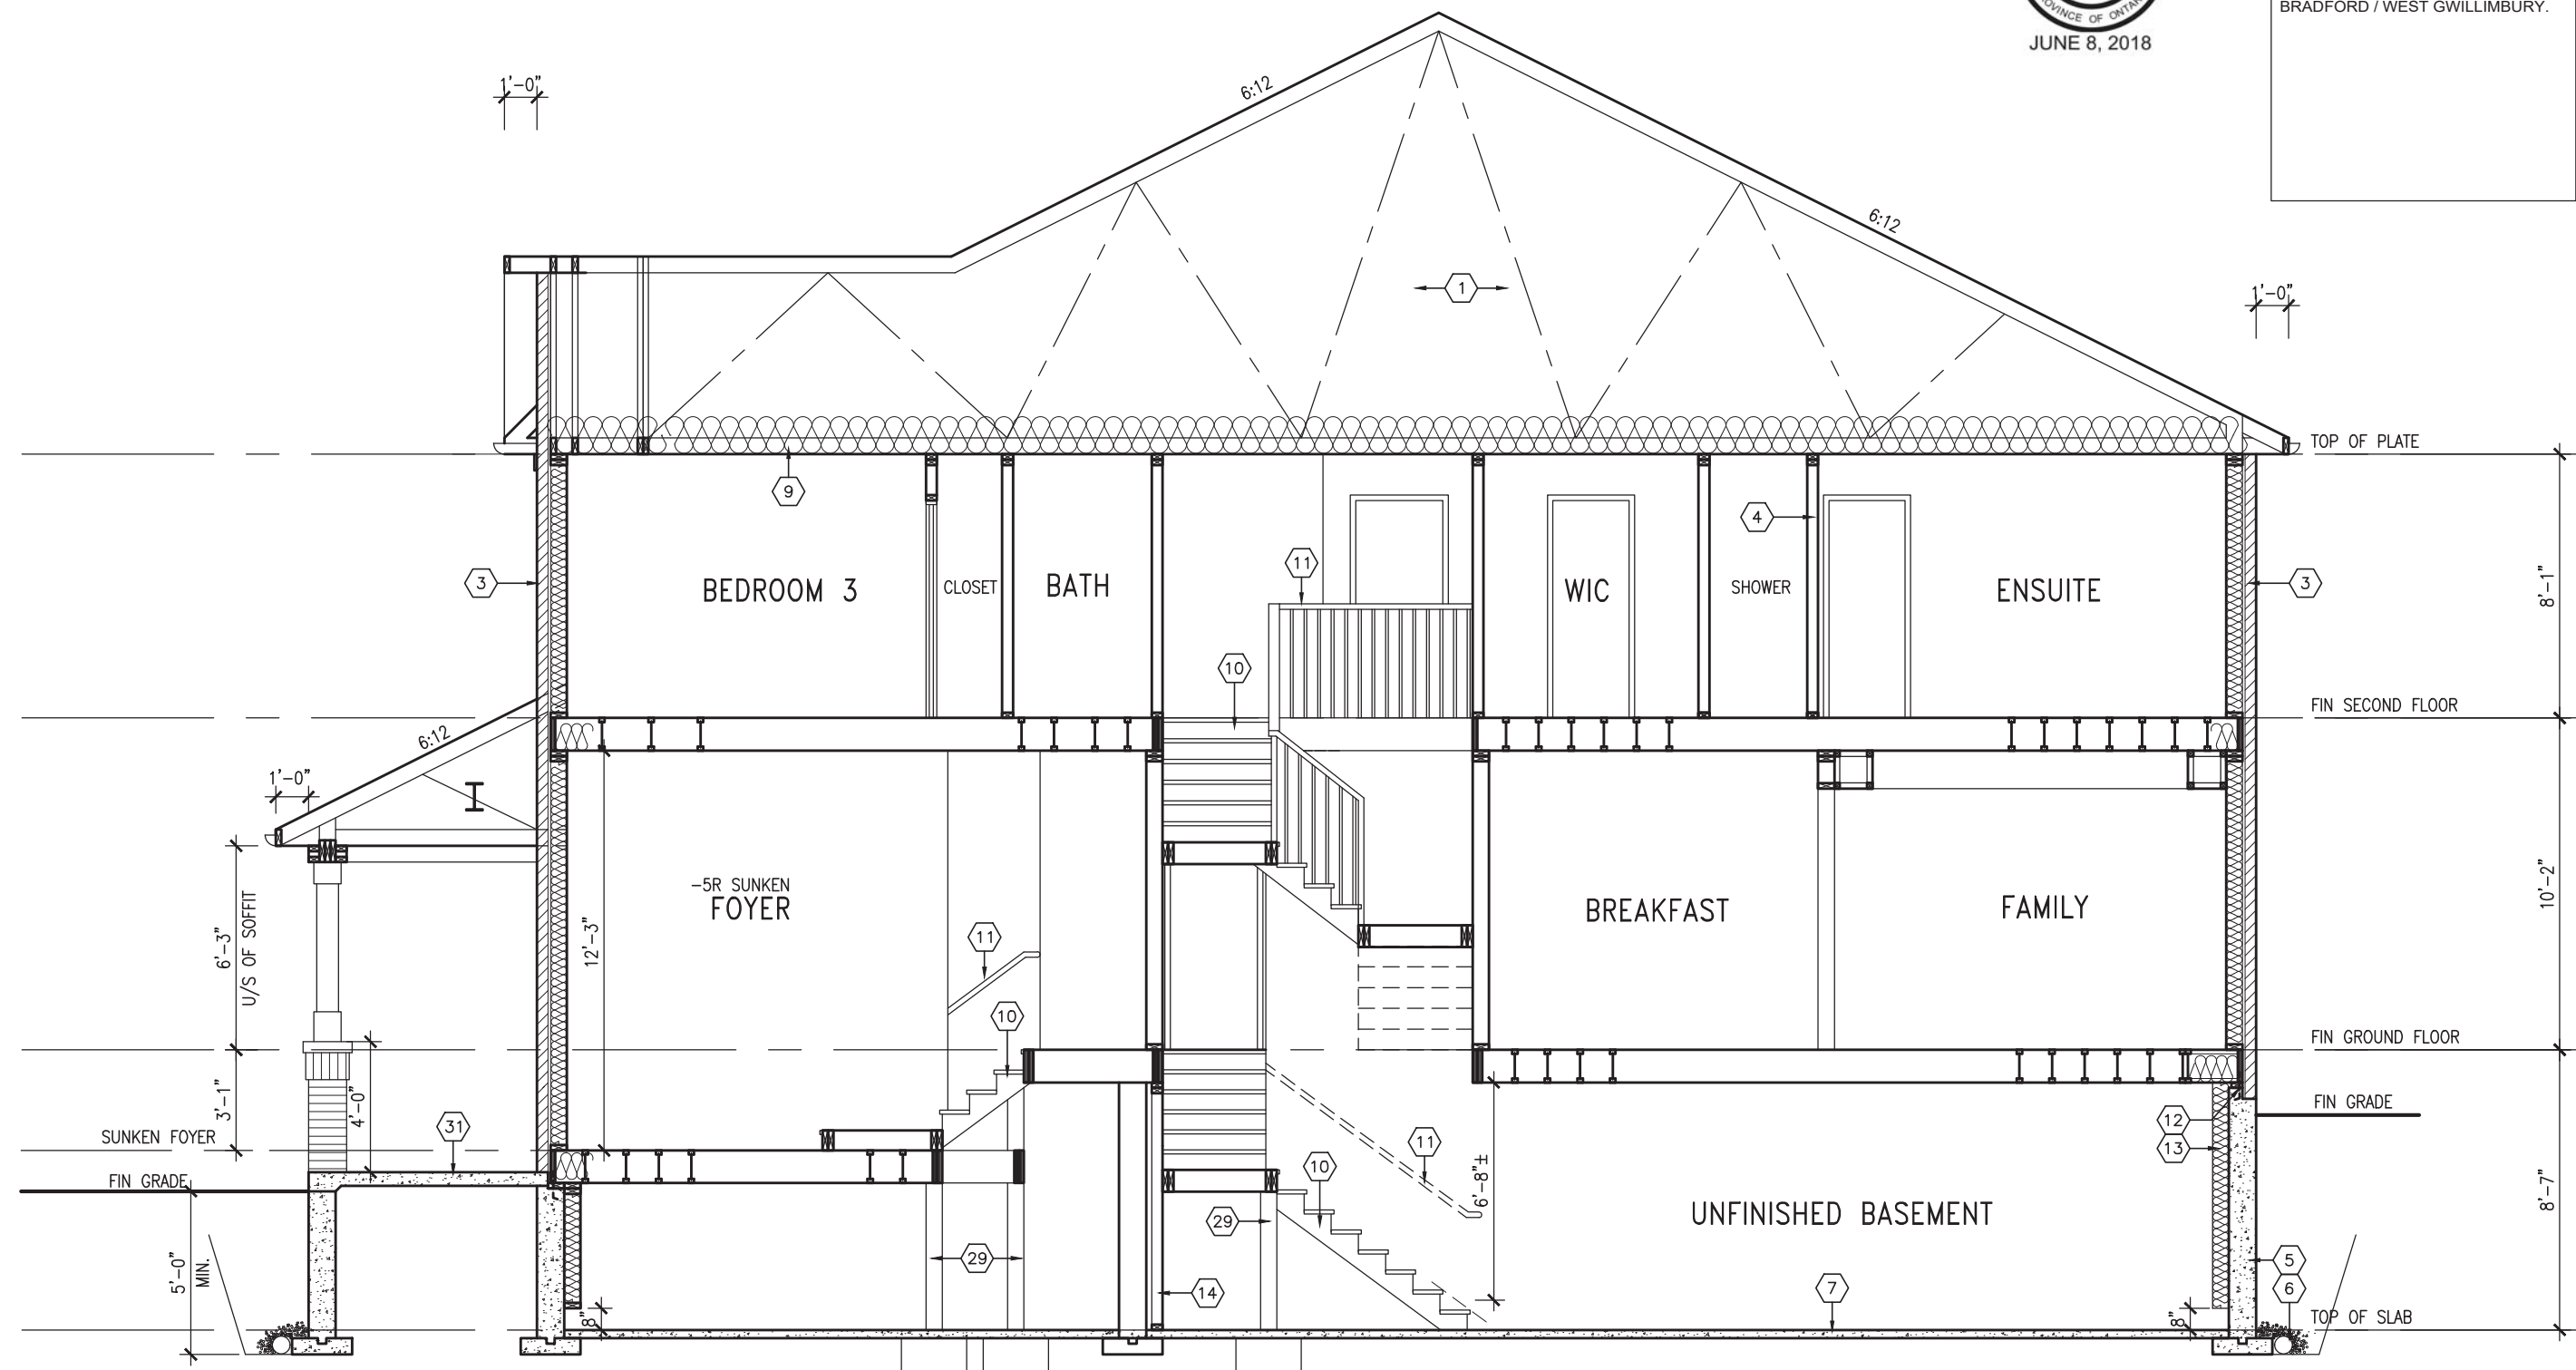 PROVINCE OF ONTAR
JUNE 8, 2018
BRADFORD / WEST GWILLIMBURY.
1'-0"
6:12
6:12
1
1'-0"
TOP OF PLATE
9
4
3
BEDROOM 3
CLOSET
BATH
11
WIC
SHOWER
ENSUITE
3
8'-1"
10
FIN SECOND FLOOR
6:12
1'-0"
I
6'-3"
U/S OF SOFFIT
-5R SUNKEN
FOYER
12'-3"
11
10
BREAKFAST
FAMILY
10'-2"
FIN GROUND FLOOR
3'-1"
4'-0"
SUNKEN FOYER
31
FIN GRADE
FIN GRADE
12
13
11
10
6'-8"±
29
29
UNFINISHED BASEMENT
8'-7"
5'-0"
MIN.
14
7
5
6
8"
8"
TOP OF SLAB